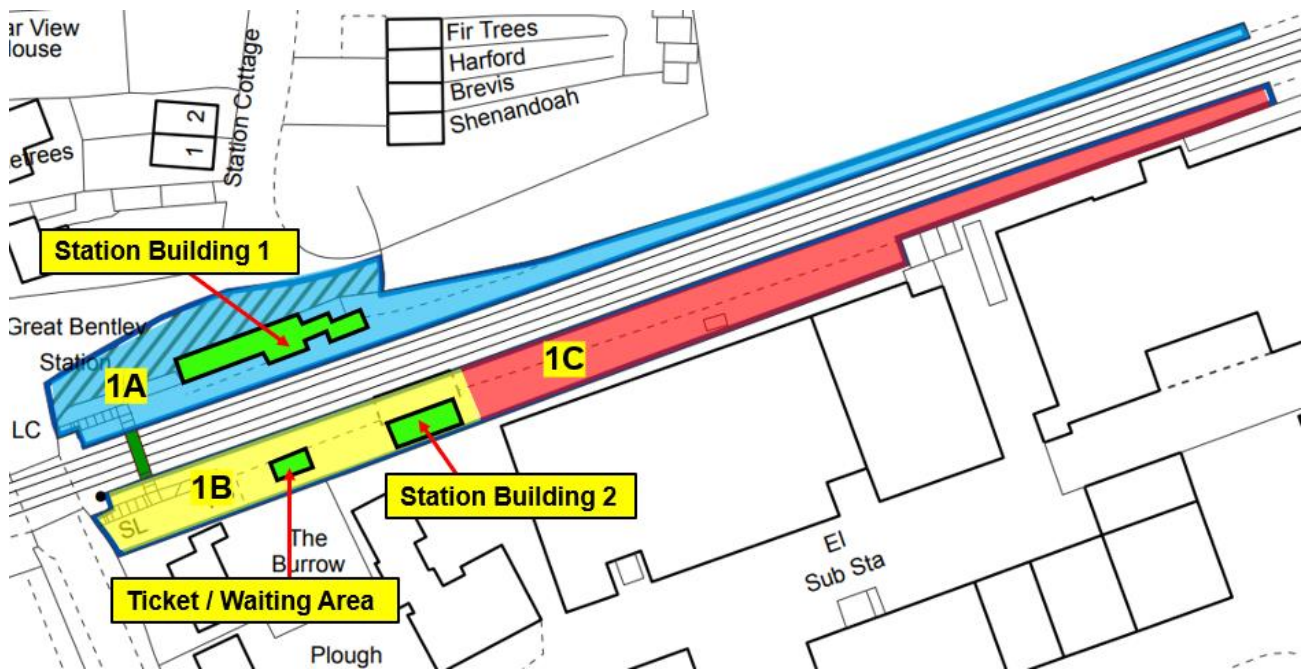 ar View
House
Fir Trees
Harford
Brevis
Shenandoah
2
1
Station Cottage
etrees
Station Building 1
Great Bentley
Station
1A
1C
LC
1B
SL
Station Building 2
The
Burrow
Ticket / Waiting Area
El
Sub Sta
Plough